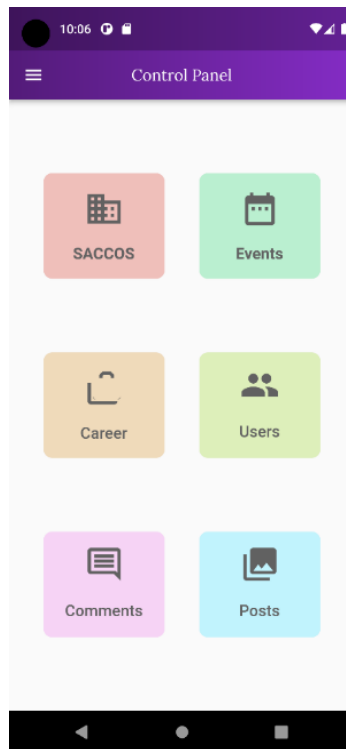 10:06
Control Panel
SACCOS
Events
Career
Users
Comments
Posts